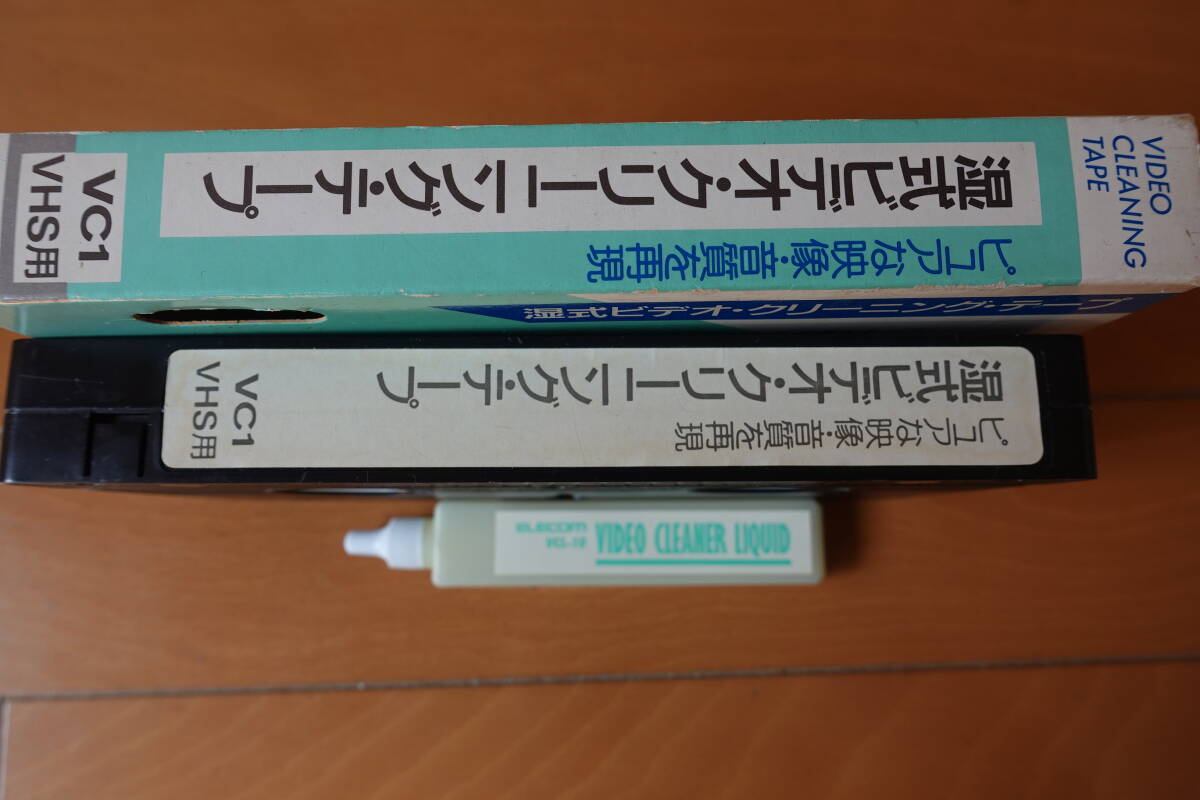 VIDEO
CLEANING
TAPE
湿式ビデオ・クリーニング・テープ
ピュアな映像・音質を再現
VC1
VHS用
湿式ビデオ・クリーニング・テープ
湿式ビデオ・クリーニング・テープ
ピュアな映像・音質を再現
VC1
VHS用
ELECOM
VIDEO CLEANER LIQUID